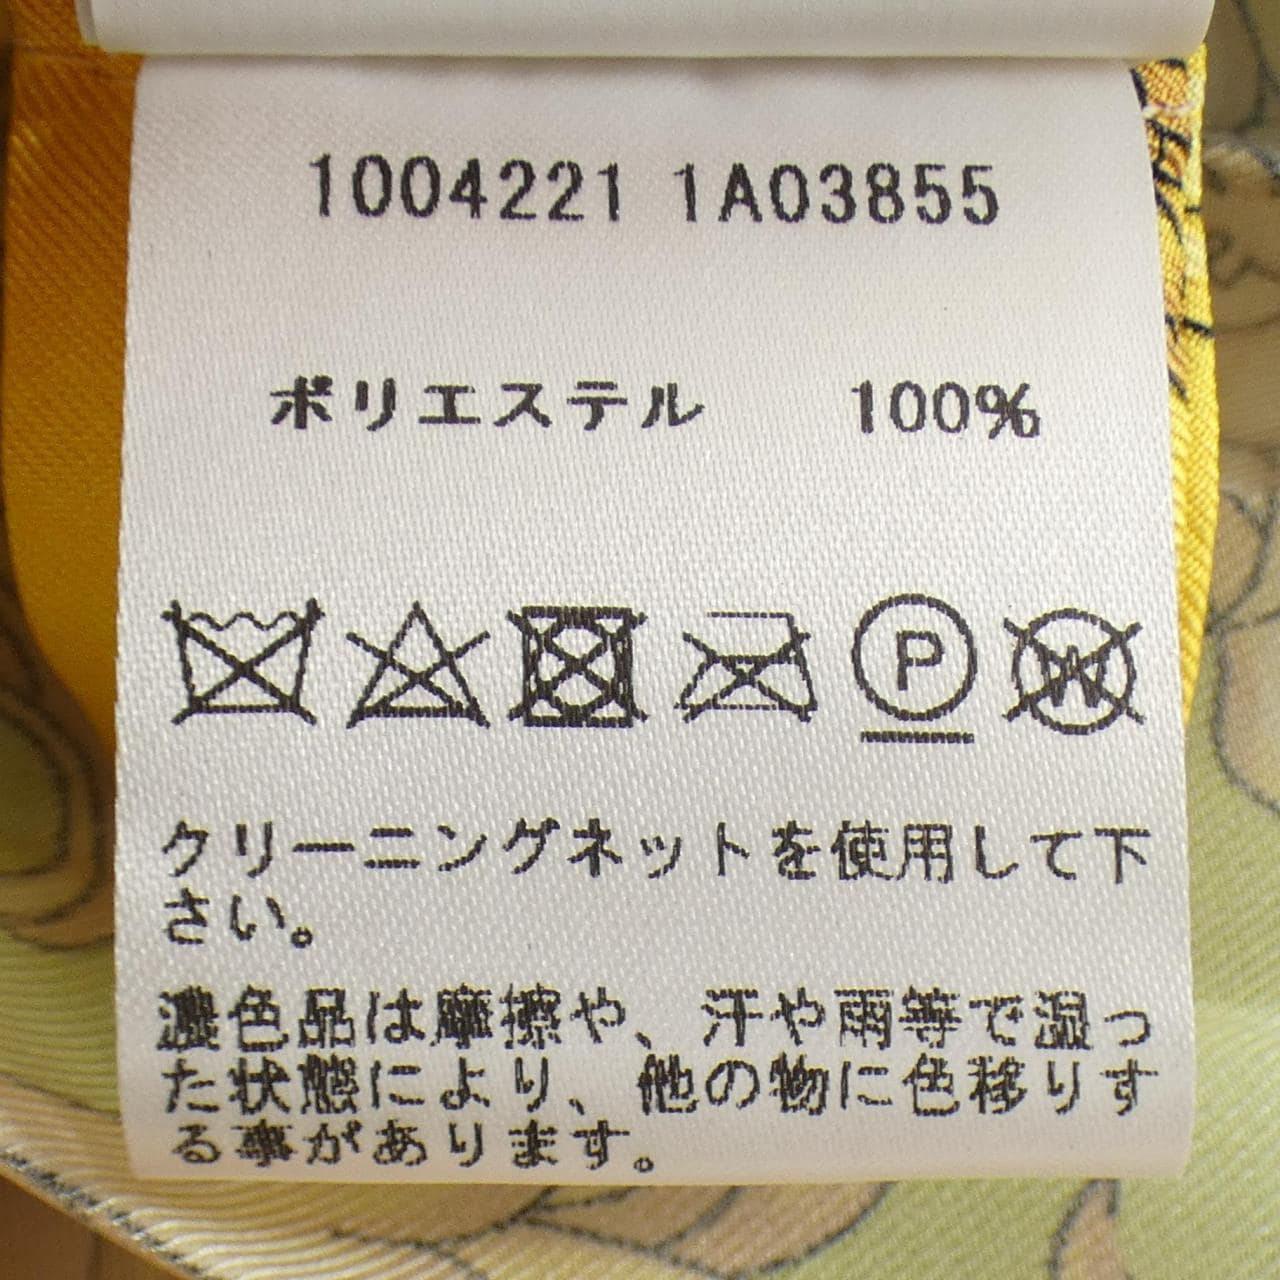 1004221 1A03855
ポリエステル 100%
P W
クリーニングネットを使用して下
さい。
濃色品は摩擦や、汗や雨等で湿っ
た状態により、他の物に色移りす
る事があります。